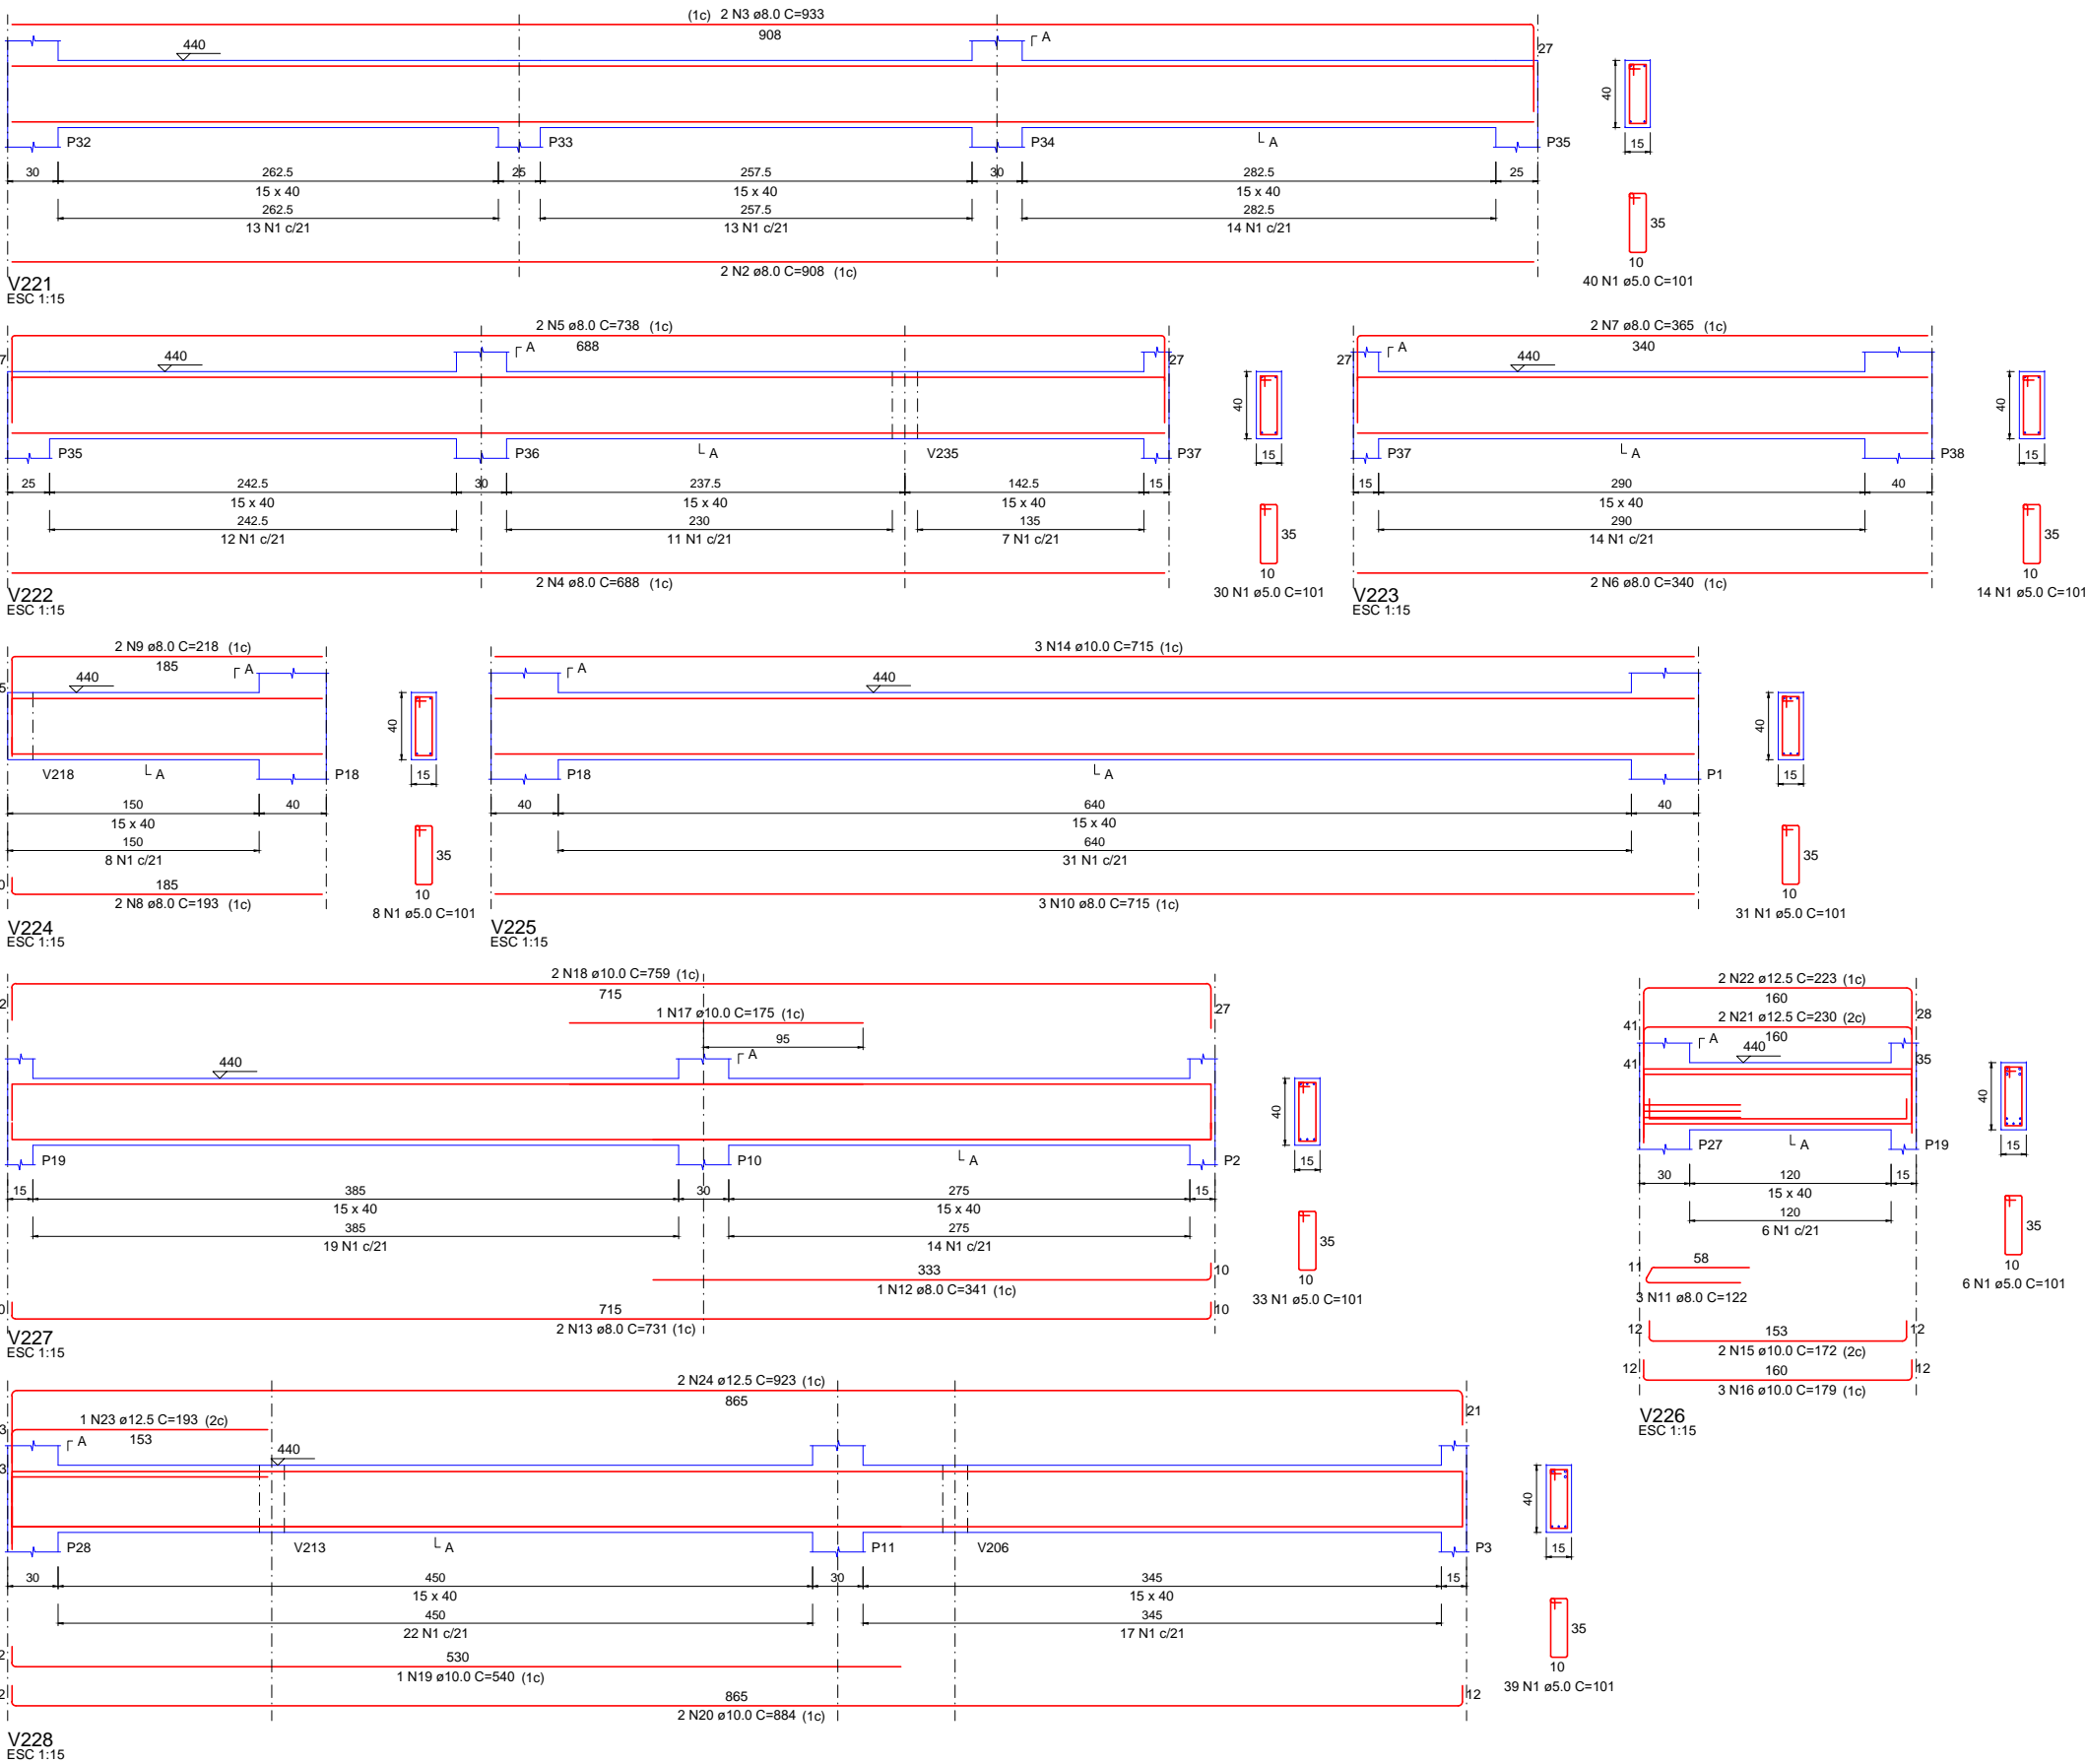 (1c) 2 N3 ø8.0 C=933
908
27
440
A
P32
P33
P34
A
P35
30
262.5
25
257.5
30
282.5
25
15 x 40
15 x 40
15 x 40
262.5
257.5
282.5
13 N1 c/21
13 N1 c/21
14 N1 c/21
2 N2 ø8.0 C=908 (1c)
V221
ESC 1:15
40
15
35
10
40 N1 ø5.0 C=101
2 N5 ø8.0 C=738 (1c)
688
7
27
440
A
P35
P36
A
V235
P37
25
242.5
30
237.5
142.5
15
15 x 40
15 x 40
15 x 40
242.5
230
135
12 N1 c/21
11 N1 c/21
7 N1 c/21
2 N4 ø8.0 C=688 (1c)
V222
ESC 1:15
40
15
35
10
30 N1 ø5.0 C=101
2 N7 ø8.0 C=365 (1c)
340
27
A
440
P37
A
P38
15
290
40
15 x 40
290
14 N1 c/21
2 N6 ø8.0 C=340 (1c)
V223
ESC 1:15
40
15
35
10
14 N1 ø5.0 C=101
2 N9 ø8.0 C=218 (1c)
185
A
5
440
V218
A
P18
150
40
15 x 40
150
8 N1 c/21
0
185
2 N8 ø8.0 C=193 (1c)
V224
ESC 1:15
40
15
35
10
8 N1 ø5.0 C=101
3 N14 ø10.0 C=715 (1c)
A
440
P18
A
P1
40
640
40
15 x 40
640
31 N1 c/21
3 N10 ø8.0 C=715 (1c)
V225
ESC 1:15
40
15
35
10
31 N1 ø5.0 C=101
2 N18 ø10.0 C=759 (1c)
715
2
27
1 N17 ø10.0 C=175 (1c)
95
A
440
P19
P10
A
P2
15
385
30
275
15
15 x 40
15 x 40
385
275
19 N1 c/21
14 N1 c/21
333
10
1 N12 ø8.0 C=341 (1c)
0
715
10
2 N13 ø8.0 C=731 (1c)
V227
ESC 1:15
40
15
35
10
33 N1 ø5.0 C=101
2 N22 ø12.5 C=223 (1c)
160
41
28
2 N21 ø12.5 C=230 (2c)
160
A
440
41
35
P27
A
P19
30
120
15
15 x 40
120
6 N1 c/21
11
58
3 N11 ø8.0 C=122
12
153
12
2 N15 ø10.0 C=172 (2c)
12
160
12
3 N16 ø10.0 C=179 (1c)
V226
ESC 1:15
40
15
35
10
6 N1 ø5.0 C=101
2 N24 ø12.5 C=923 (1c)
865
21
1 N23 ø12.5 C=193 (2c)
3
153
A
440
3
P28
V213
A
P11
V206
P3
30
450
30
345
15
15 x 40
15 x 40
450
345
22 N1 c/21
17 N1 c/21
2
530
1 N19 ø10.0 C=540 (1c)
2
865
12
2 N20 ø10.0 C=884 (1c)
V228
ESC 1:15
40
15
35
10
39 N1 ø5.0 C=101